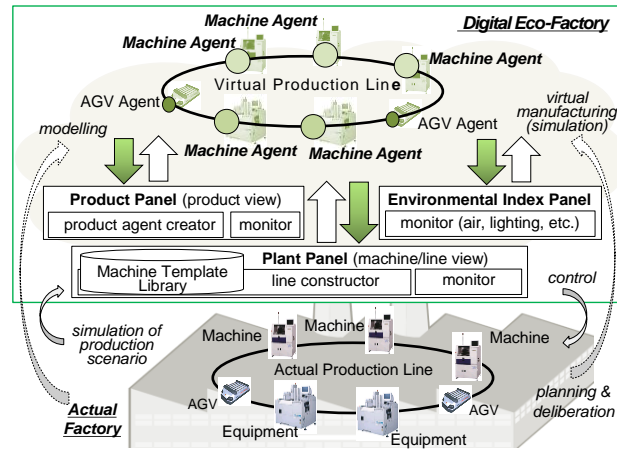 Digital Eco-Factory
Machine Agent
Machine Agent
Machine Agent
Machine Agent
Virtual Production Line
AGV Agent
AGV Agent
Machine Agent
Machine Agent
modelling
virtual
manufacturing
(simulation)
Product Panel (product view)
product agent creator
monitor
Environmental Index Panel
monitor (air, lighting, etc.)
Plant Panel (machine/line view)
Machine Template
Library
line constructor
monitor
control
simulation of
production
scenario
Machine
Machine
Machine
Actual Production Line
AGV
AGV
Equipment
Equipment
planning &
deliberation
Actual
Factory